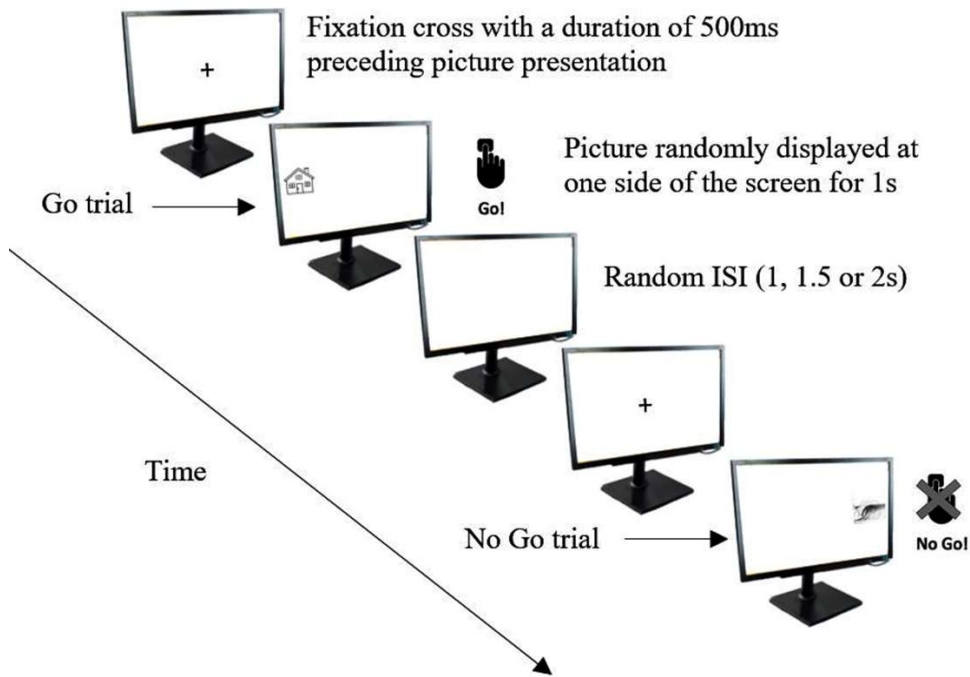 Fixation cross with a duration of 500ms
preceding picture presentation
+
Picture randomly displayed at
one side of the screen for 1s
Go trial
Go!
Random ISI (1, 1.5 or 2s)
+
Time
No Go trial
No Go!